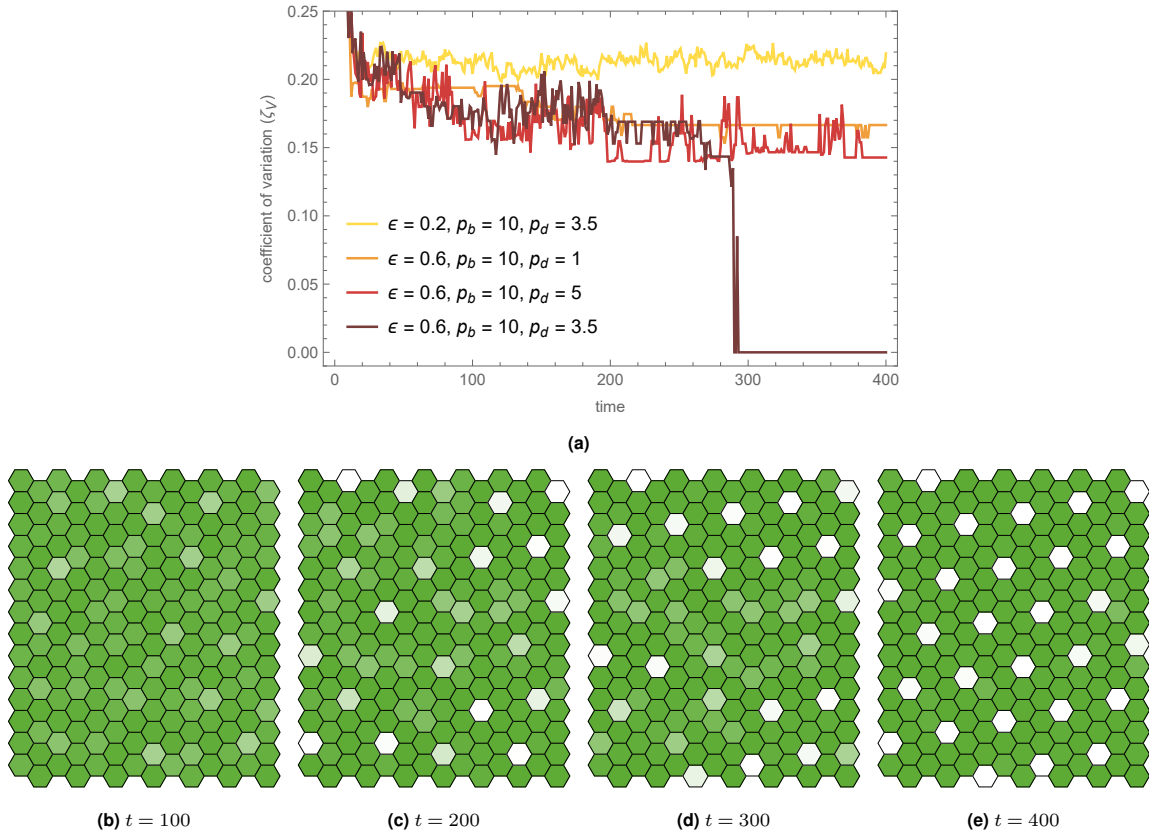 0.25
0.20
0.15
0.10
0.05
0.00
coefficient of variation (ζV)
ϵ = 0.2, pb = 10, pd = 3.5
ϵ = 0.6, pb = 10, pd = 1
ϵ = 0.6, pb = 10, pd = 5
ϵ = 0.6, pb = 10, pd = 3.5
0 100 200 300 400
time
(a)
(b) t = 100 (c) t = 200 (d) t = 300 (e) t = 400